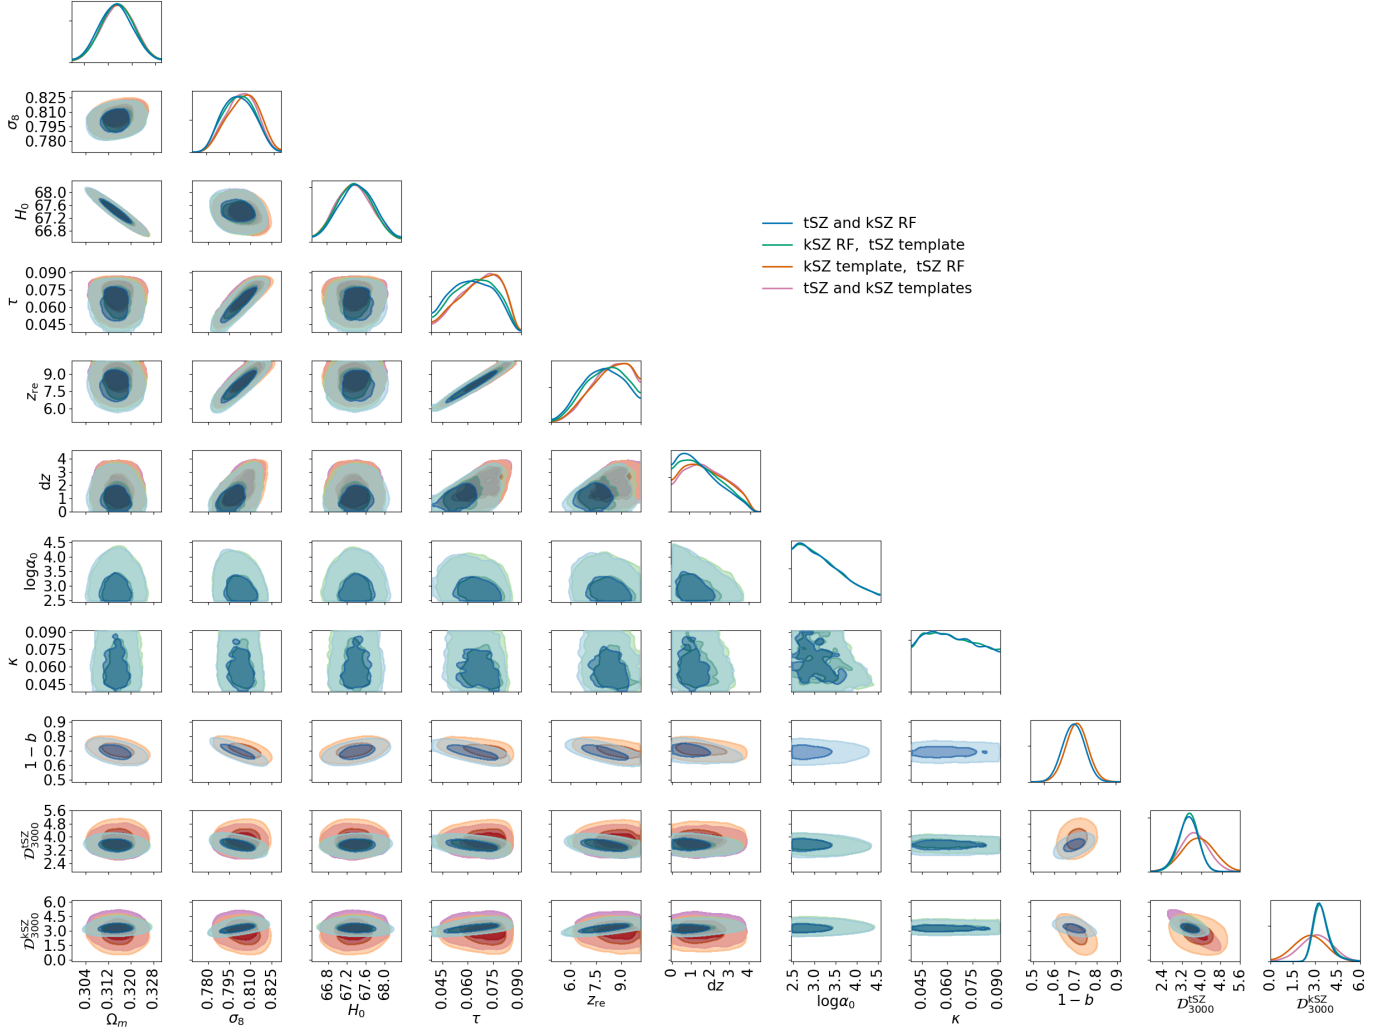 0.825
0.810
0.795
0.780
σ₈
68.0
67.6
67.2
66.8
H₀
tSZ and kSZ RF
kSZ RF, tSZ template
kSZ template, tSZ RF
tSZ and kSZ templates
0.090
0.075
0.060
0.045
τ
9.0
7.5
6.0
z_re
4
3
2
1
0
dz
4.5
4.0
3.5
3.0
2.5
logα₀
0.090
0.075
0.060
0.045
κ
0.9
0.8
0.7
0.6
0.5
1 − b
5.6
4.8
4.0
3.2
2.4
𝒟^tSZ_3000
6.0
4.5
3.0
1.5
0.0
𝒟^kSZ_3000
0.304 0.312 0.320 0.328
0.780 0.795 0.810 0.825
66.8 67.2 67.6 68.0
0.045 0.060 0.075 0.090
6.0 7.5 9.0
0 1 2 3 4
2.5 3.0 3.5 4.0 4.5
0.045 0.060 0.075 0.090
0.5 0.6 0.7 0.8 0.9
2.4 3.2 4.0 4.8 5.6
0.0 1.5 3.0 4.5 6.0
Ω_m σ₈ H₀ τ z_re dz logα₀ κ 1 − b 𝒟^tSZ_3000 𝒟^kSZ_3000